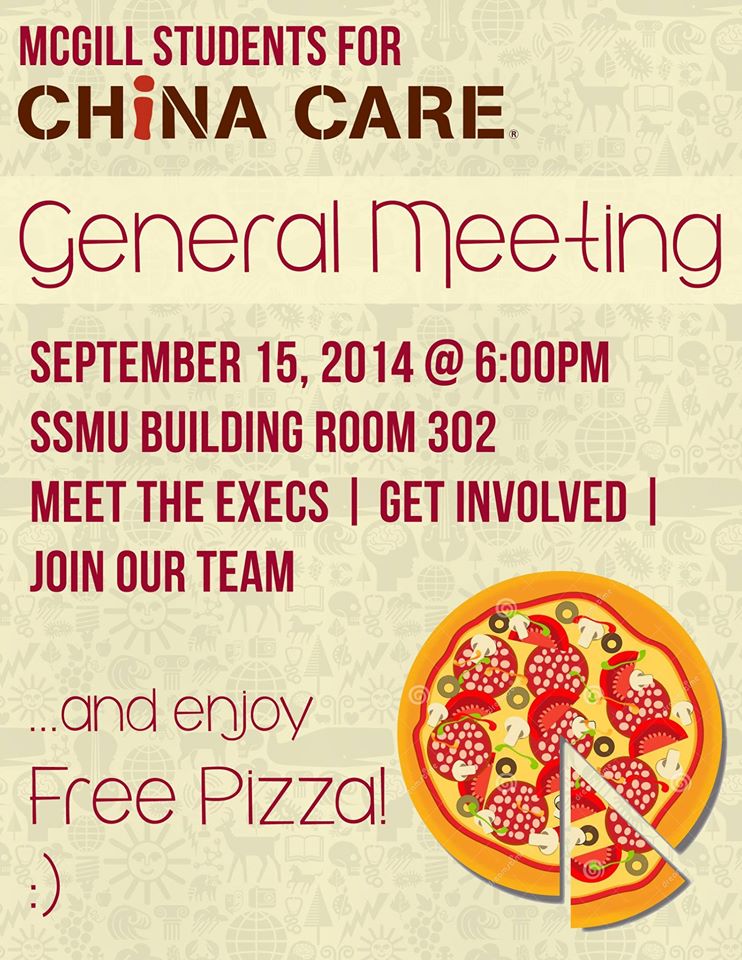 MCGILL STUDENTS FOR
CHiNA CARE®
General Meeting
SEPTEMBER 15, 2014 @ 6:00PM
SSMU BUILDING ROOM 302
MEET THE EXECS | GET INVOLVED |
JOIN OUR TEAM
...and enjoy
Free Pizza!
:)